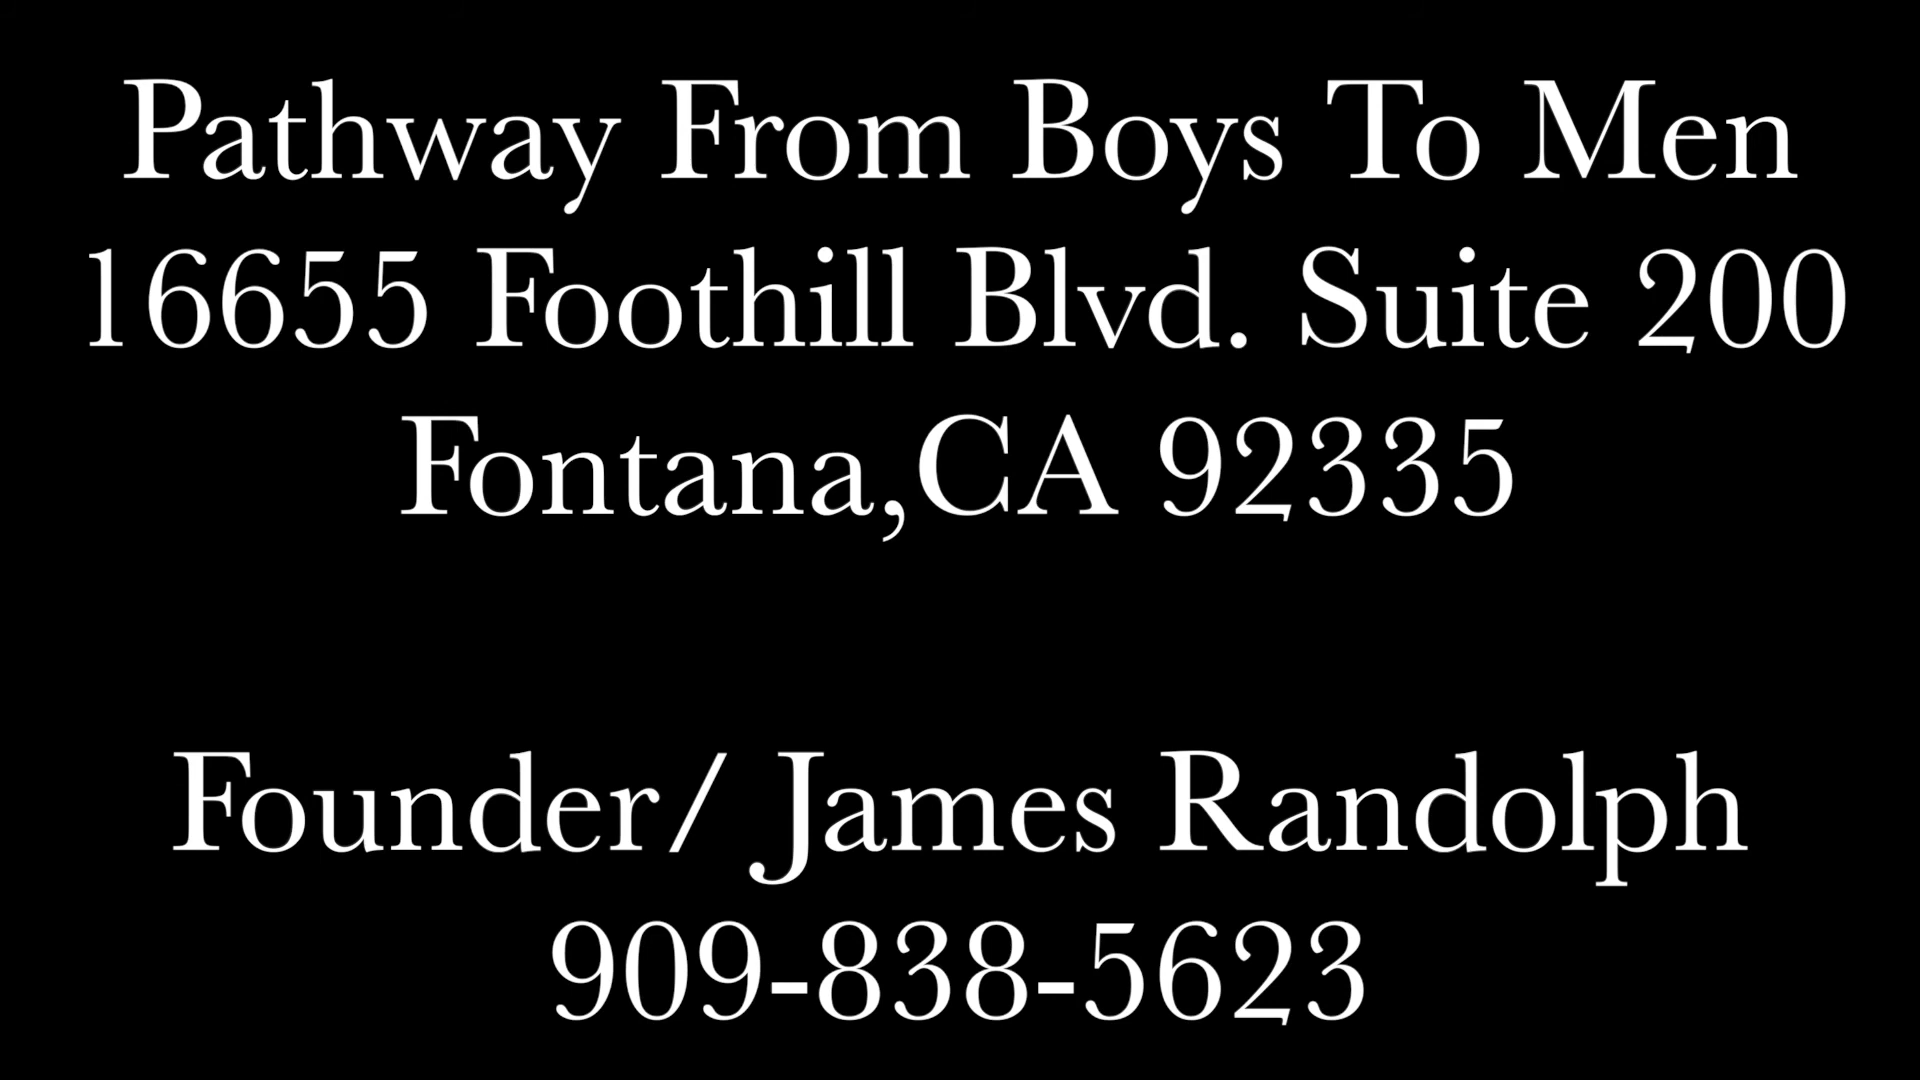 Pathway From Boys To Men
16655 Foothill Blvd. Suite 200
Fontana,CA 92335
Founder/ James Randolph
909-838-5623